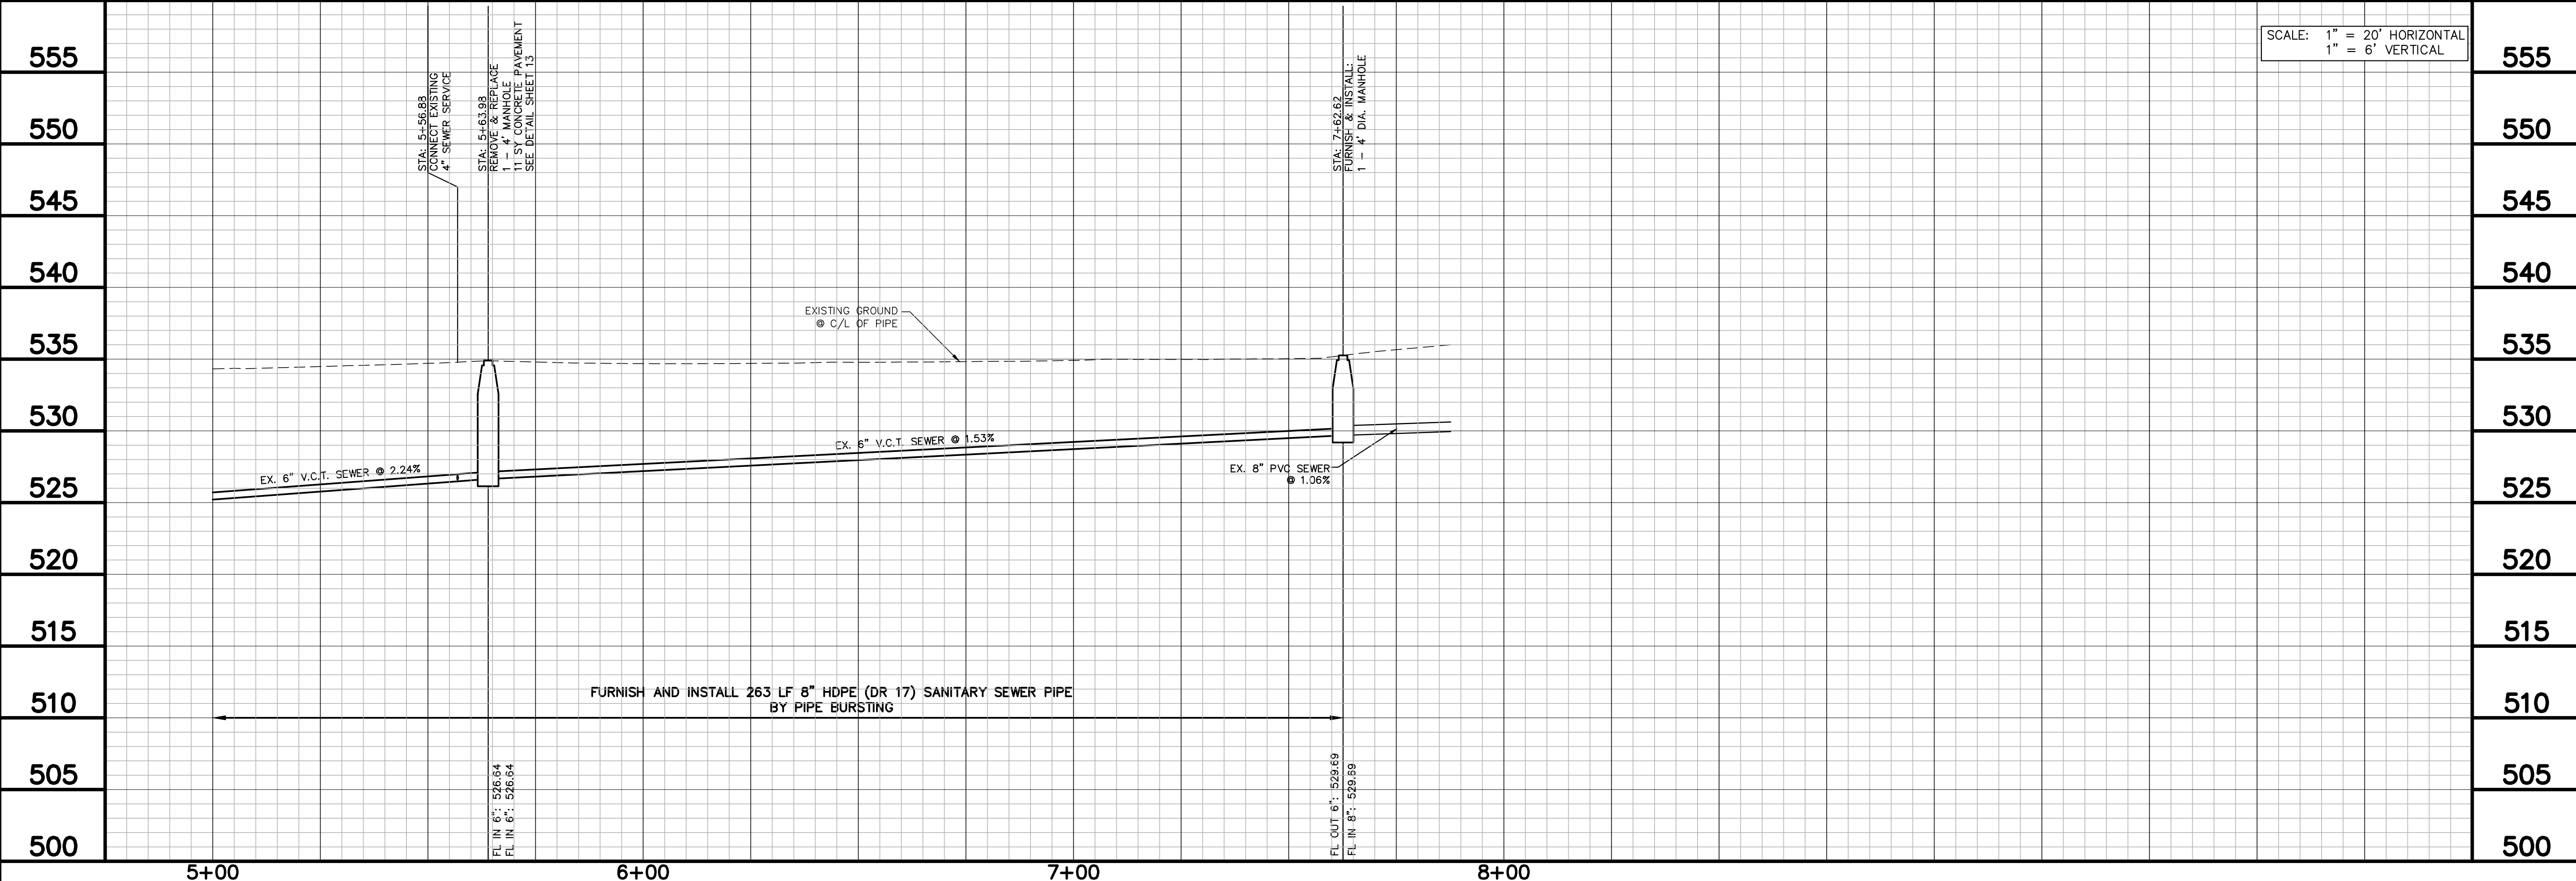 SCALE: 1" = 20' HORIZONTAL
1" = 6' VERTICAL
555
550
545
540
535
530
525
520
515
510
505
500
555
550
545
540
535
530
525
520
515
510
505
500
STA: 5+56.88
CONNECT EXISTING
4" SEWER SERVICE
STA: 5+63.98
REMOVE & REPLACE
1 - 4' MANHOLE
11 SY CONCRETE PAVEMENT
SEE DETAIL SHEET 13
STA: 7+62.62
FURNISH & INSTALL:
1 - 4' DIA. MANHOLE
EXISTING GROUND
@ C/L OF PIPE
EX. 6" V.C.T. SEWER @ 2.24%
EX. 6" V.C.T. SEWER @ 1.53%
EX. 8" PVC SEWER
@ 1.06%
FURNISH AND INSTALL 263 LF 8" HDPE (DR 17) SANITARY SEWER PIPE
BY PIPE BURSTING
FL IN 6": 526.64
FL IN 6": 526.64
FL OUT 6": 529.69
FL IN 8": 529.69
5+00
6+00
7+00
8+00